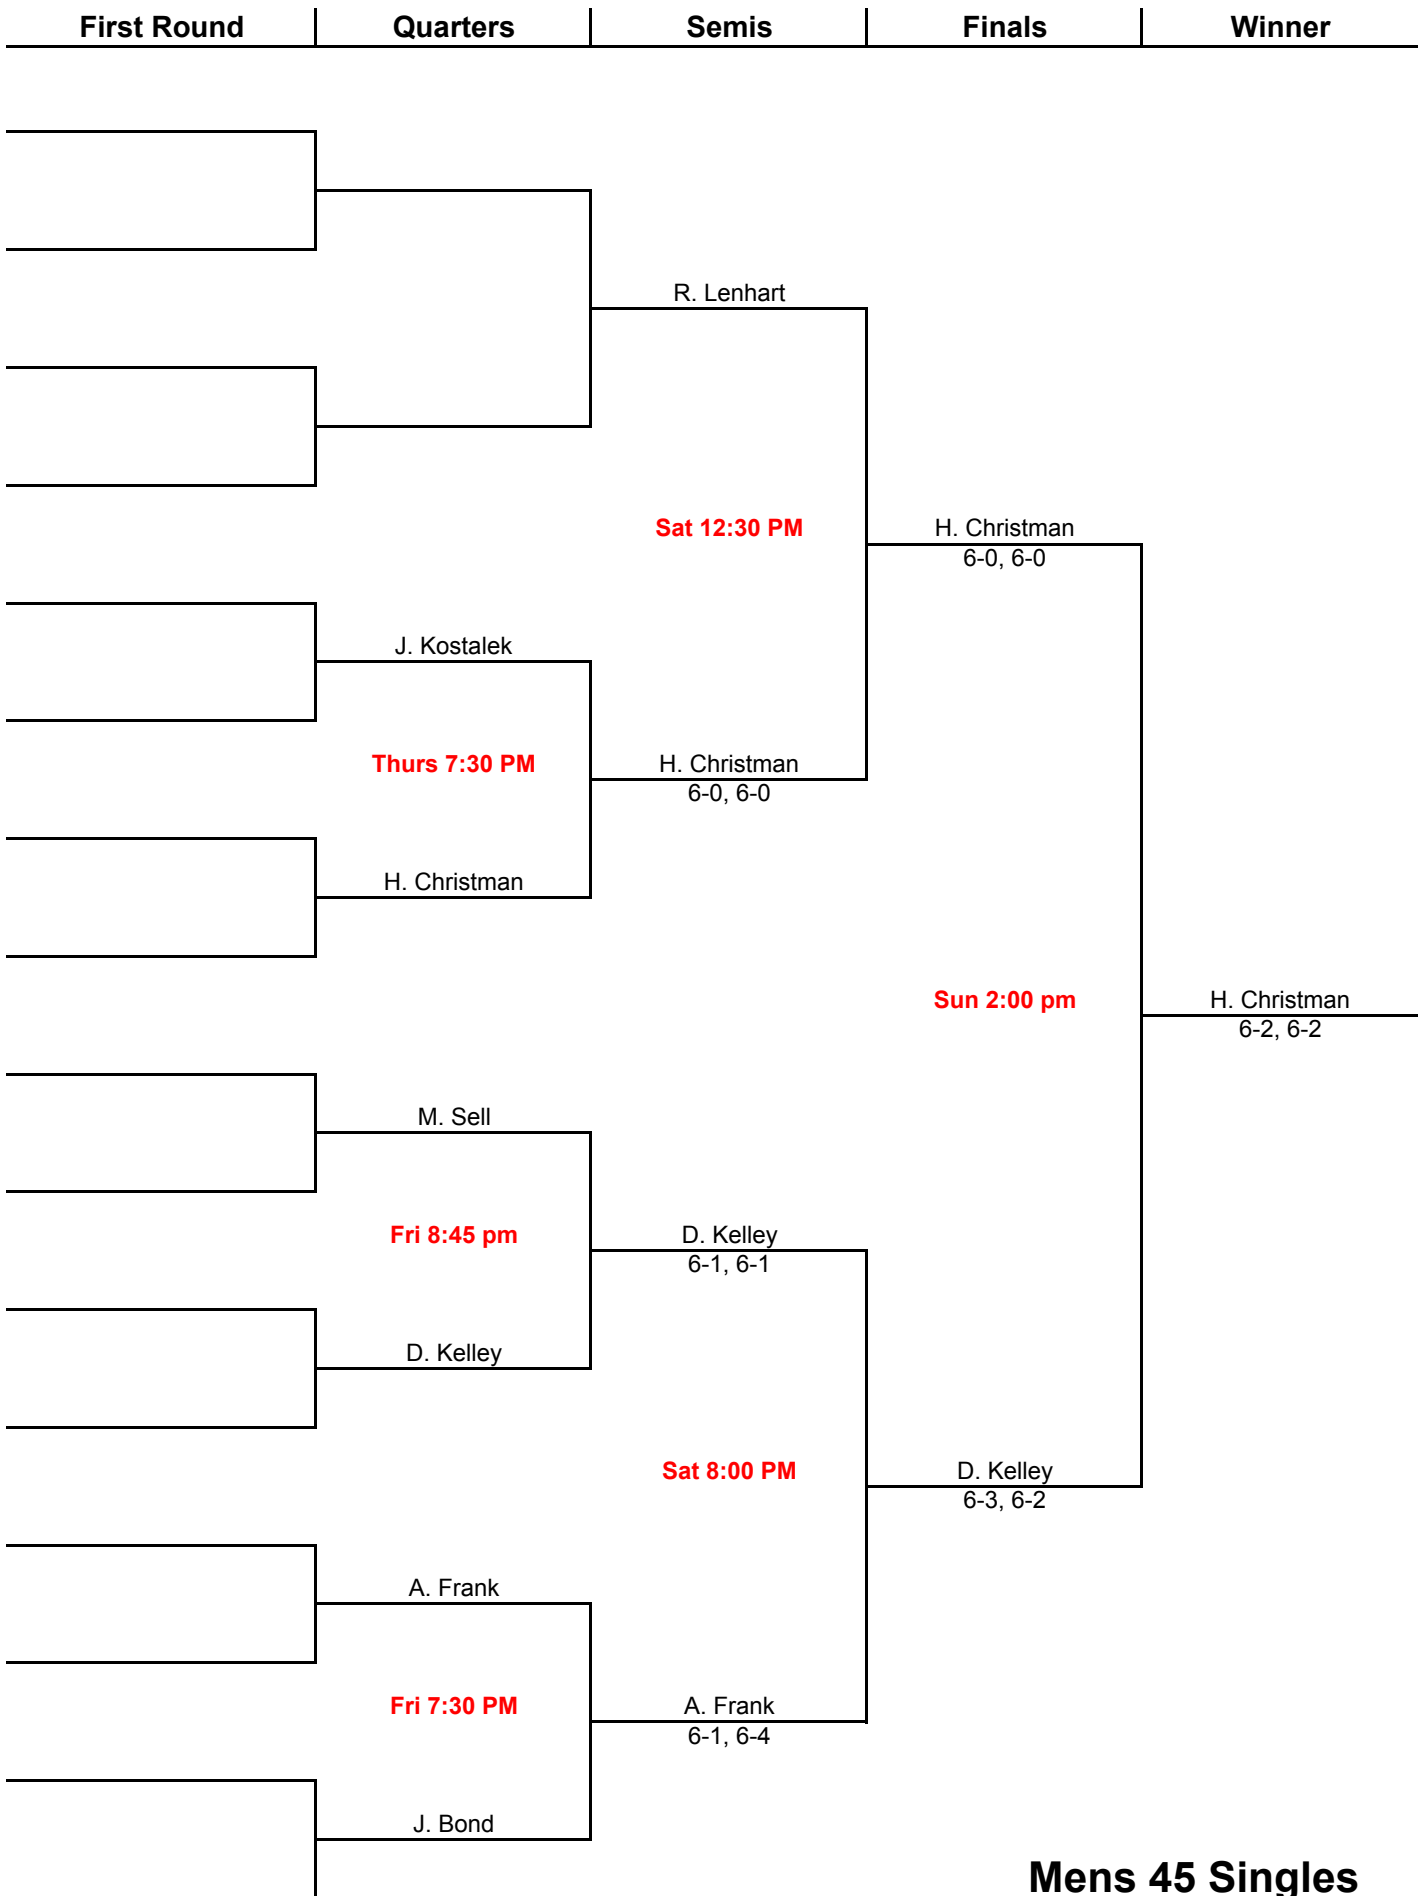 First Round Quarters Semis Finals Winner
R. Lenhart
Sat 12:30 PM H. Christman
6-0, 6-0
J. Kostalek
Thurs 7:30 PM H. Christman
6-0, 6-0
H. Christman
Sun 2:00 pm H. Christman
6-2, 6-2
M. Sell
Fri 8:45 pm D. Kelley
6-1, 6-1
D. Kelley
Sat 8:00 PM D. Kelley
6-3, 6-2
A. Frank
Fri 7:30 PM A. Frank
6-1, 6-4
J. Bond
Mens 45 Singles